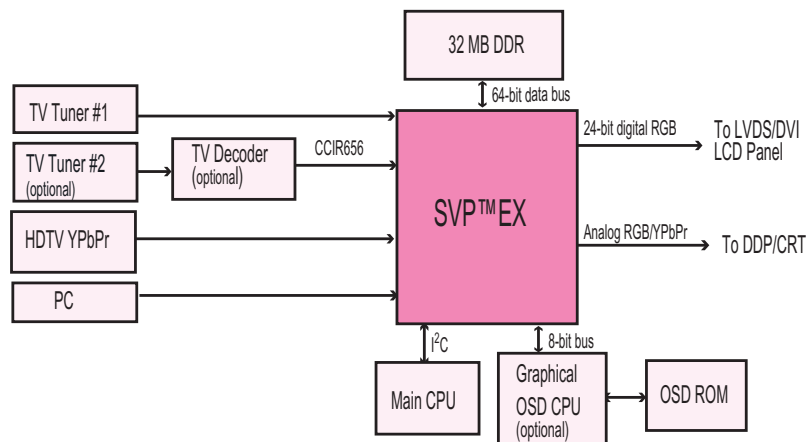 32 MB DDR
64-bit data bus
TV Tuner #1
24-bit digital RGB
To LVDS/DVI
LCD Panel
TV Tuner #2
(optional)
TV Decoder
(optional)
CCIR656
SVP™EX
HDTV YPbPr
Analog RGB/YPbPr
To DDP/CRT
PC
I²C
8-bit bus
Main CPU
Graphical
OSD CPU
(optional)
OSD ROM